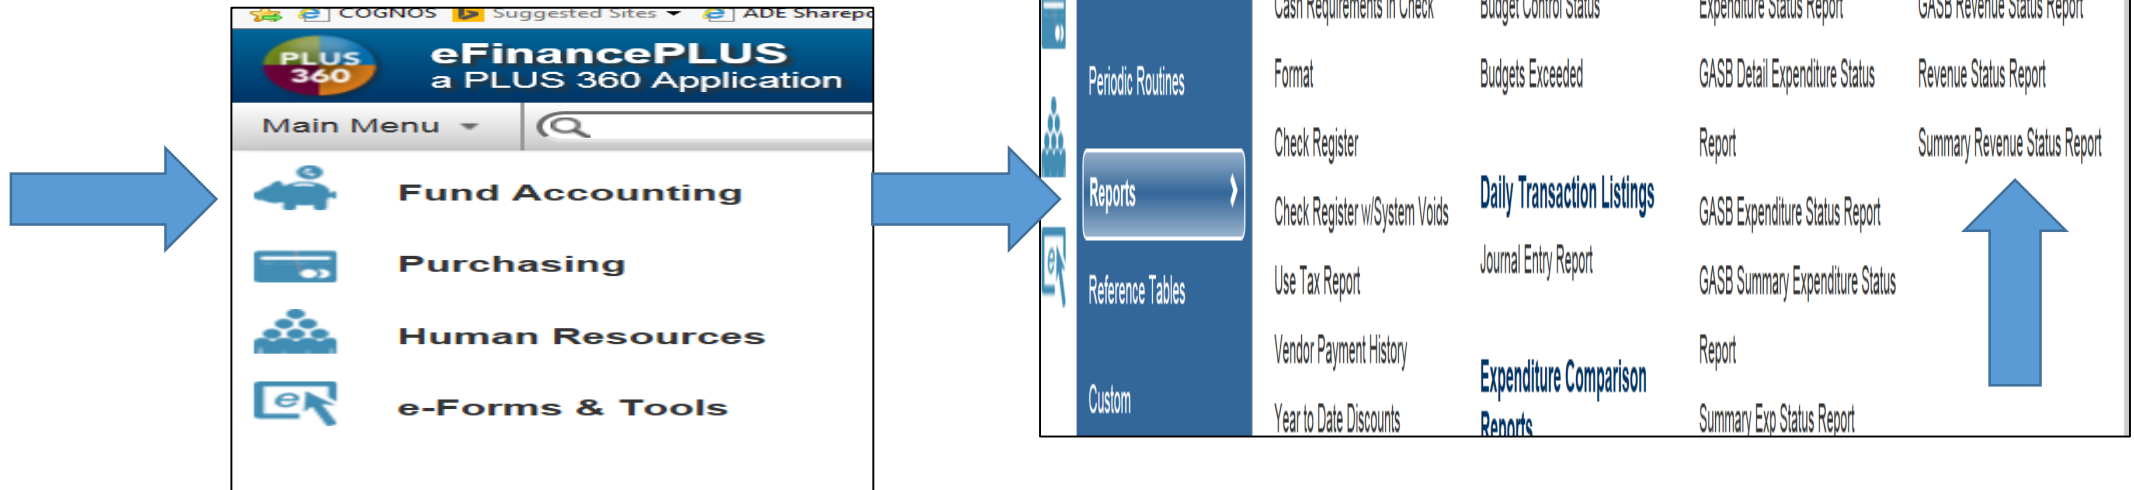 COGNOS Suggested Sites ADE Sharepo
PLUS
360
eFinancePLUS
a PLUS 360 Application
Main Menu
Fund Accounting
Purchasing
Human Resources
e-Forms & Tools
Periodic Routines
Reports
Reference Tables
Custom
Cash Requirements in Check
Format
Check Register
Check Register w/System Voids
Use Tax Report
Vendor Payment History
Year to Date Discounts
Budget Control Status
Budgets Exceeded
Daily Transaction Listings
Journal Entry Report
Expenditure Comparison
Reports
Expenditure Status Report
GASB Detail Expenditure Status
Report
GASB Expenditure Status Report
GASB Summary Expenditure Status
Report
Summary Exp Status Report
GASB Revenue Status Report
Revenue Status Report
Summary Revenue Status Report